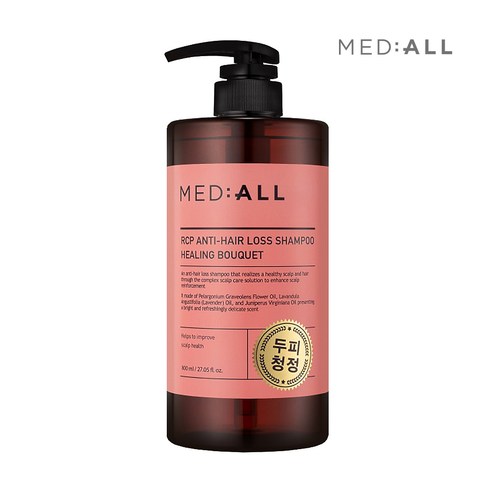 MED:ALL
MED:ALL
RCP ANTI-HAIR LOSS SHAMPOO
HEALING BOUQUET
An anti-hair loss shampoo that realizes a healthy scalp and hair
through the complex scalp care solution to enhance scalp
reinforcement
It made of Pelargonium Graveolens Flower Oil, Lavandula
Angustifolia (Lavender) Oil, and Juniperus Virginiana Oil presenting
a bright and refreshingly delicate scent
Helps to improve
scalp health
800 ml / 27.05 fl. oz.
두피
청정